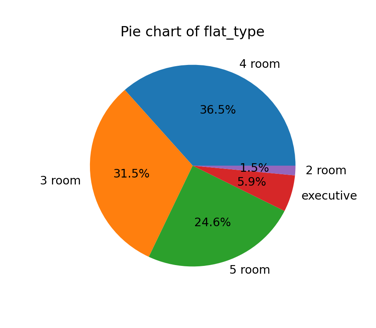 Pie chart of flat_type
4 room
36.5%
3 room
31.5%
1.5%
2 room
5.9%
executive
24.6%
5 room